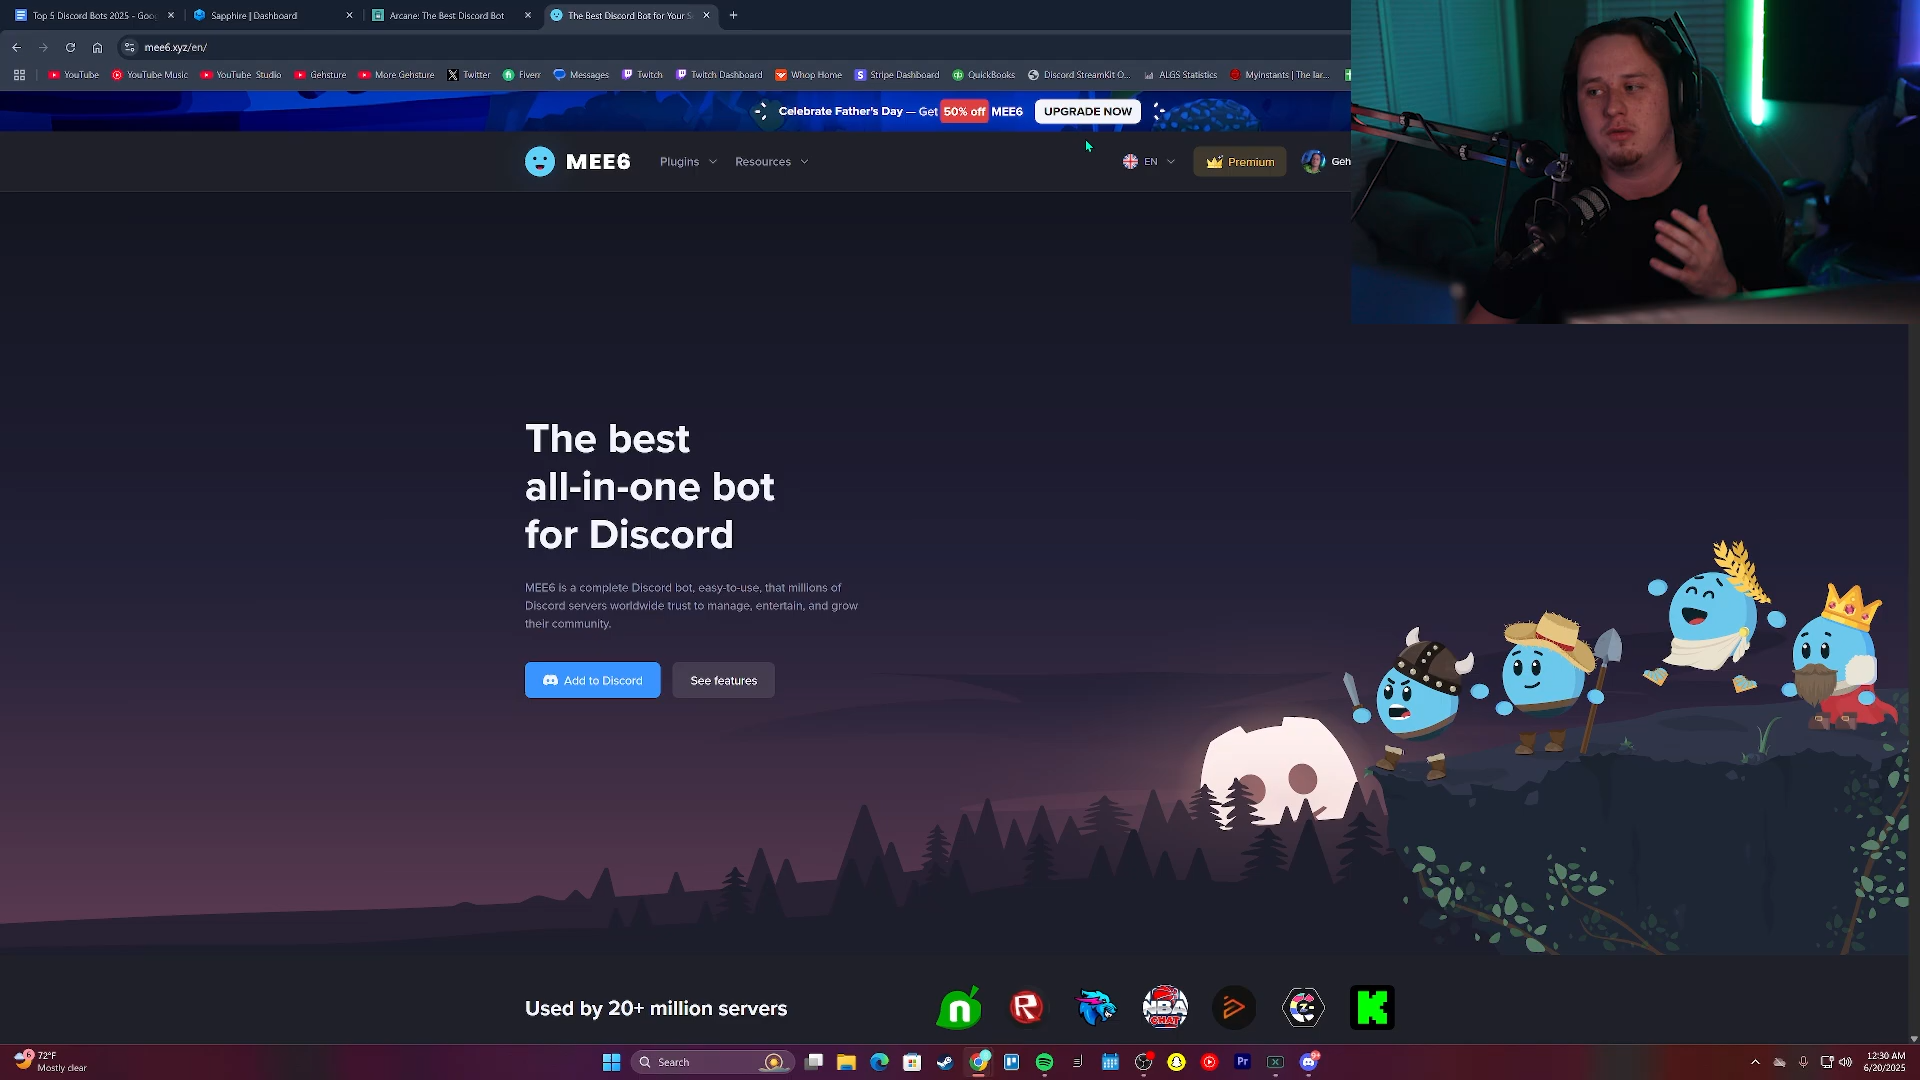 Top 5 Discord Bots 2025 - Goo
Sapphire | Dashboard
Arcane: The Best Discord Bot
The Best Discord Bot for Your S
mee6.xyz/en/
YouTube
YouTube Music
YouTube Studio
Gehsture
More Gehsture
Twitter
Fiverr
Messages
Twitch
Twitch Dashboard
Whop Home
Stripe Dashboard
QuickBooks
Discord StreamKit O...
ALGS Statistics
MyInstants | The lar...
Celebrate Father's Day — Get 50% off MEE6 UPGRADE NOW
MEE6
Plugins
Resources
EN
Premium
Geh
The best
all-in-one bot
for Discord
MEE6 is a complete Discord bot, easy-to-use, that millions of
Discord servers worldwide trust to manage, entertain, and grow
their community.
Add to Discord
See features
Used by 20+ million servers
n
R
NBA
CHAT
K
72°F
Mostly clear
Search
Pr
12:30 AM
6/20/2025